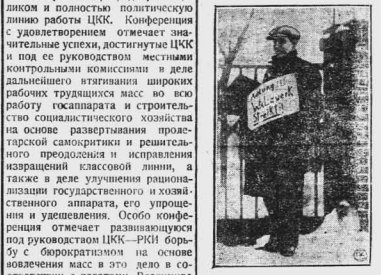 ликом и полностью политическую
линию работы ЦКК. Конференция
с удовлетворением отмечает зна-
чительные успехи, достигнутые ЦКК
и под ее руководством местными
контрольными комиссиями в деле
дальнейшего втягивания широких
рабочих трудящихся масс во всю
работу госаппарата и строитель-
ство социалистического хозяйства
на основе развертывания проле-
тарской самокритики и решитель-
ного преодоления и исправления
извращений классовой линии, а
также в деле улучшения рациона-
лизации государственного и хозяй-
ственного аппарата, его упроще-
ния и удешевления. Особо конфе-
ренция отмечает развивающуюся
под руководством ЦКК—РКИ борь-
бу с бюрократизмом на основе
вовлечения масс в это дело в со-
Achtung